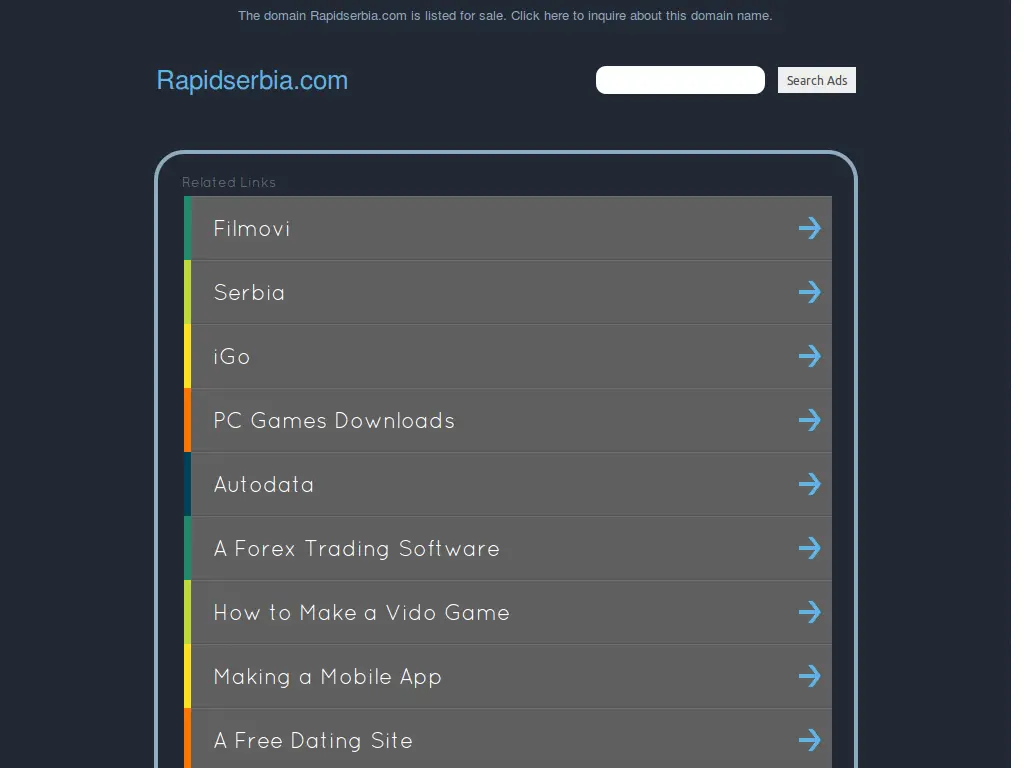 The domain Rapidserbia.com is listed for sale. Click here to inquire about this domain name.
Rapidserbia.com
Search Ads
Related Links
Filmovi
Serbia
iGo
PC Games Downloads
Autodata
A Forex Trading Software
How to Make a Vido Game
Making a Mobile App
A Free Dating Site